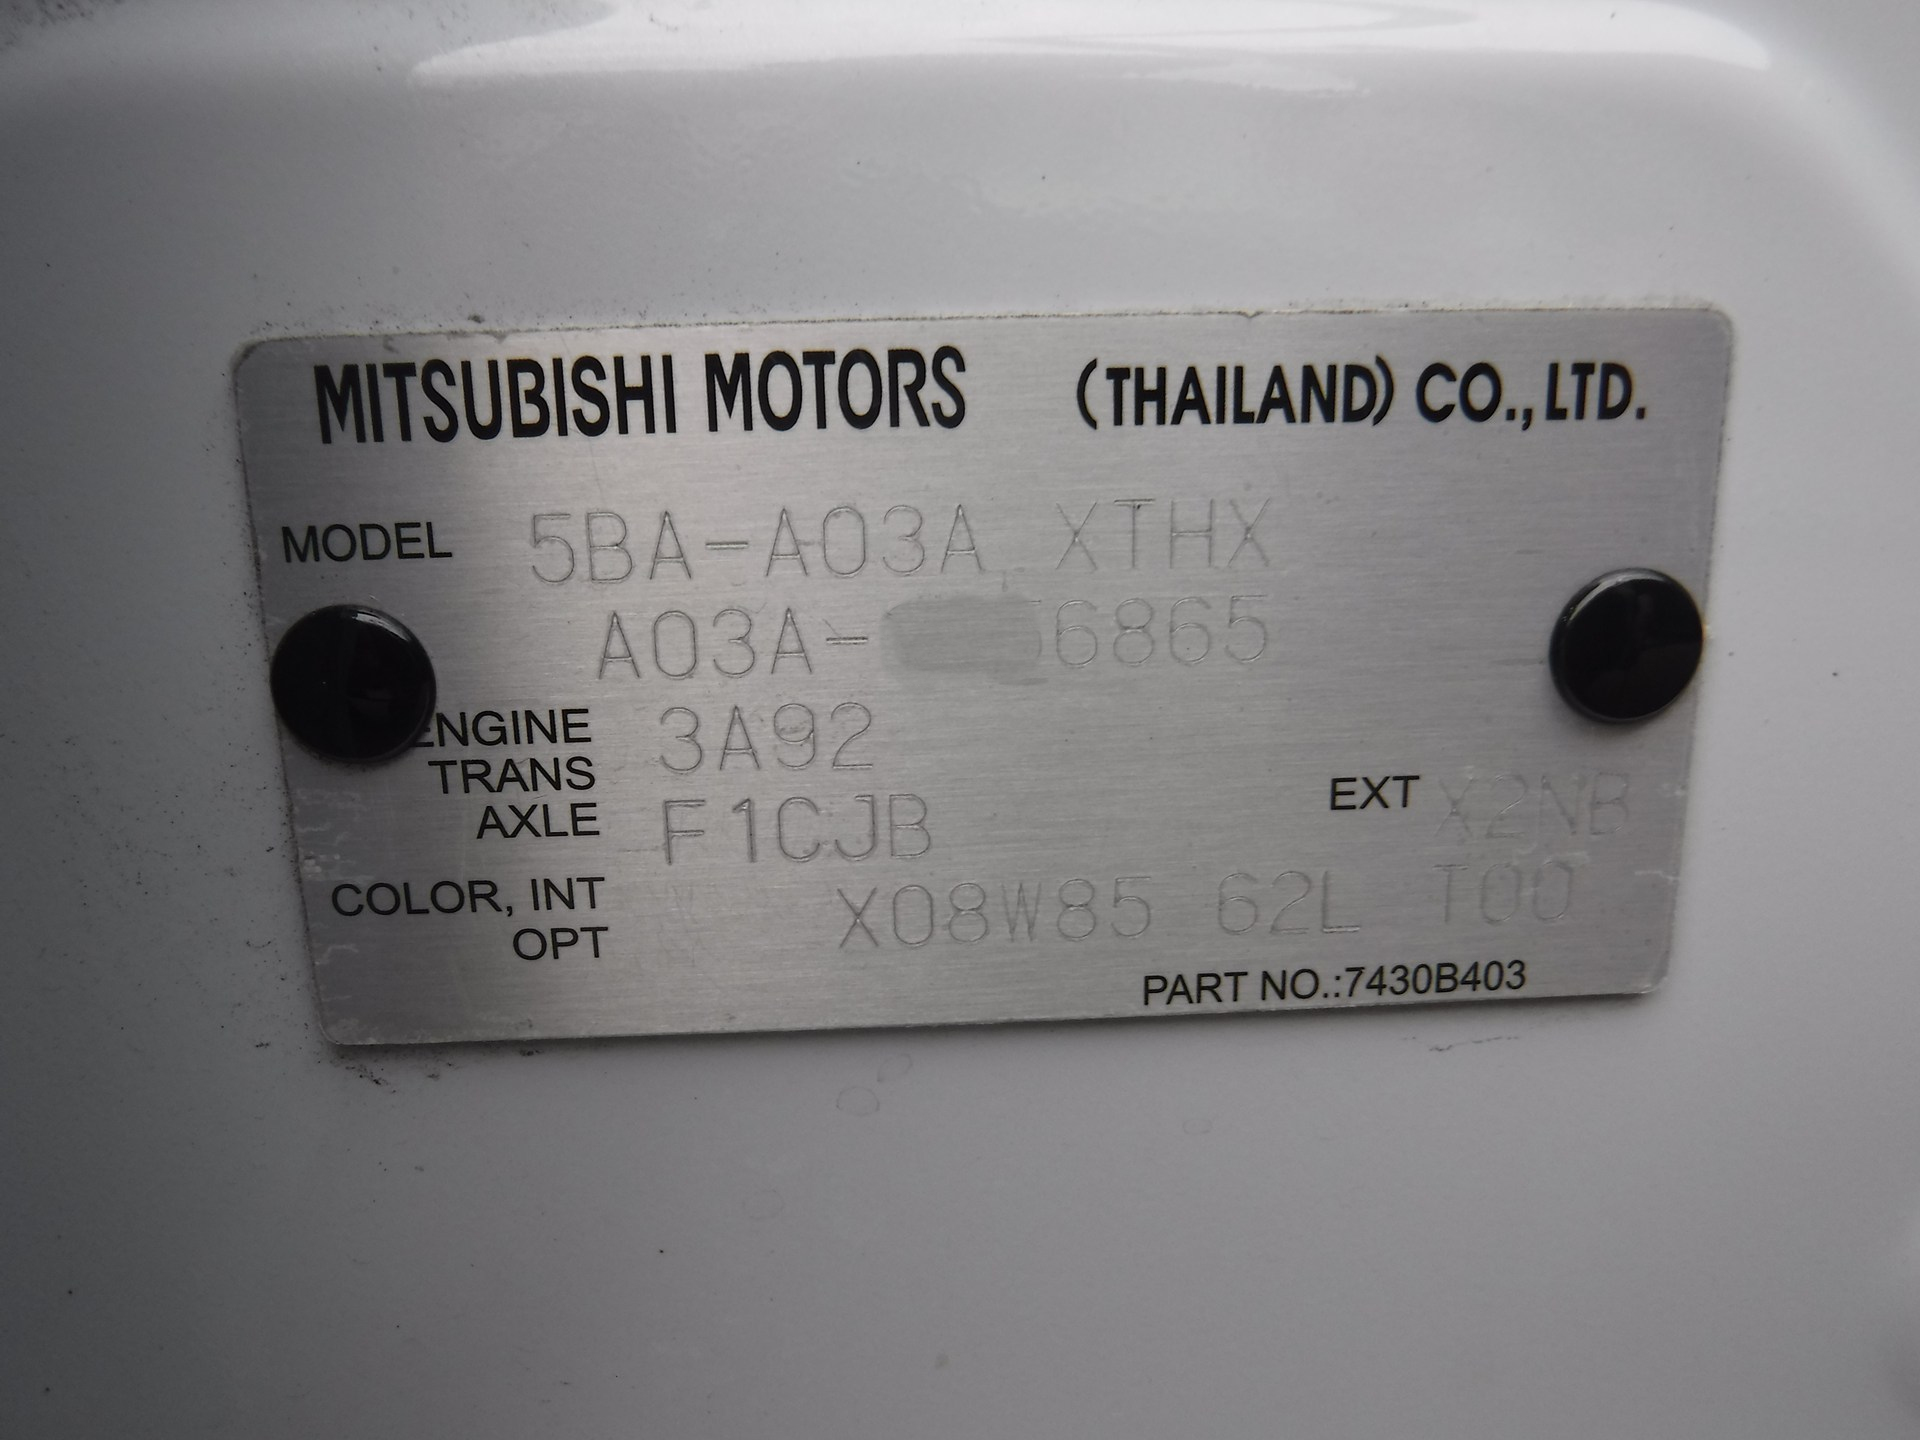 MITSUBISHI MOTORS (THAILAND) CO., LTD.
MODEL 5BA-A03A XTHX
A03A- 6865
ENGINE 3A92
TRANS
AXLE F1CJB EXT X2NB
COLOR, INT
OPT X08W85 62L T00
PART NO.:7430B403